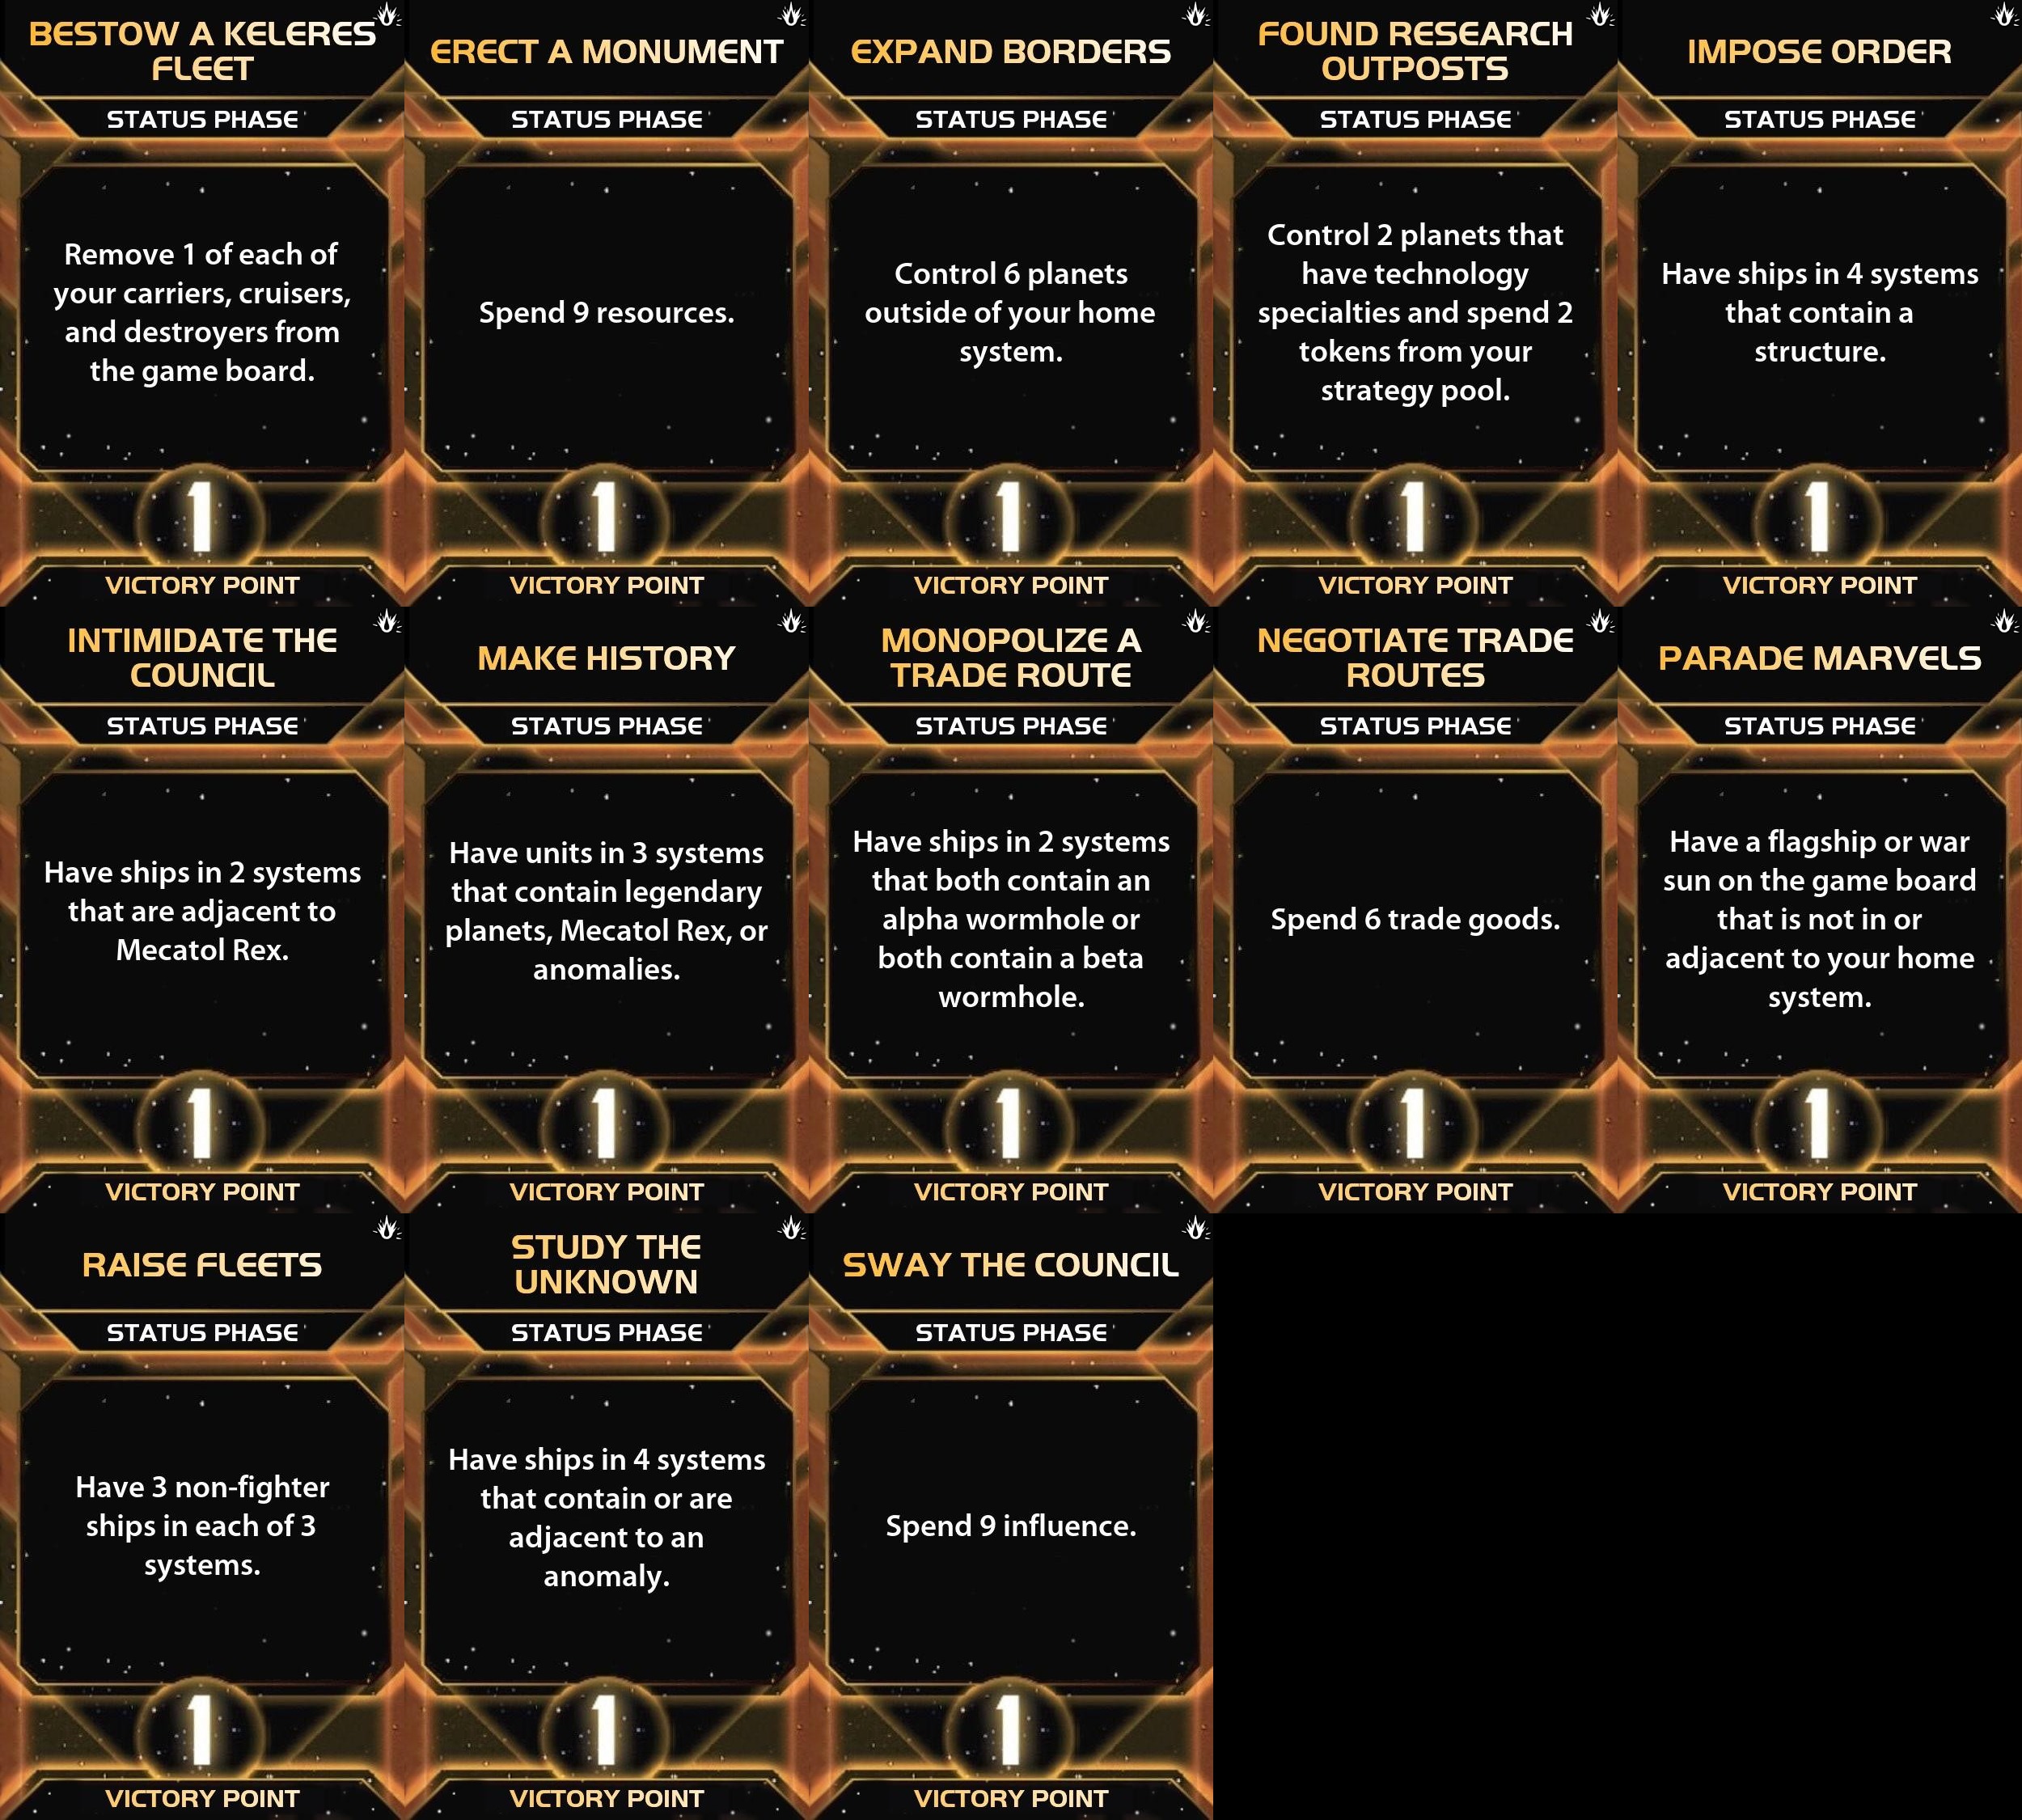 BESTOW A KELERES
FLEET
STATUS PHASE
Remove 1 of each of
your carriers, cruisers,
and destroyers from
the game board.
1
VICTORY POINT
ERECT A MONUMENT
STATUS PHASE
Spend 9 resources.
1
VICTORY POINT
EXPAND BORDERS
STATUS PHASE
Control 6 planets
outside of your home
system.
1
VICTORY POINT
FOUND RESEARCH
OUTPOSTS
STATUS PHASE
Control 2 planets that
have technology
specialties and spend 2
tokens from your
strategy pool.
1
VICTORY POINT
IMPOSE ORDER
STATUS PHASE
Have ships in 4 systems
that contain a
structure.
1
VICTORY POINT
INTIMIDATE THE
COUNCIL
STATUS PHASE
Have ships in 2 systems
that are adjacent to
Mecatol Rex.
1
VICTORY POINT
MAKE HISTORY
STATUS PHASE
Have units in 3 systems
that contain legendary
planets, Mecatol Rex, or
anomalies.
1
VICTORY POINT
MONOPOLIZE A
TRADE ROUTE
STATUS PHASE
Have ships in 2 systems
that both contain an
alpha wormhole or
both contain a beta
wormhole.
1
VICTORY POINT
NEGOTIATE TRADE
ROUTES
STATUS PHASE
Spend 6 trade goods.
1
VICTORY POINT
PARADE MARVELS
STATUS PHASE
Have a flagship or war
sun on the game board
that is not in or
adjacent to your home
system.
1
VICTORY POINT
RAISE FLEETS
STATUS PHASE
Have 3 non-fighter
ships in each of 3
systems.
1
VICTORY POINT
STUDY THE
UNKNOWN
STATUS PHASE
Have ships in 4 systems
that contain or are
adjacent to an
anomaly.
1
VICTORY POINT
SWAY THE COUNCIL
STATUS PHASE
Spend 9 influence.
1
VICTORY POINT